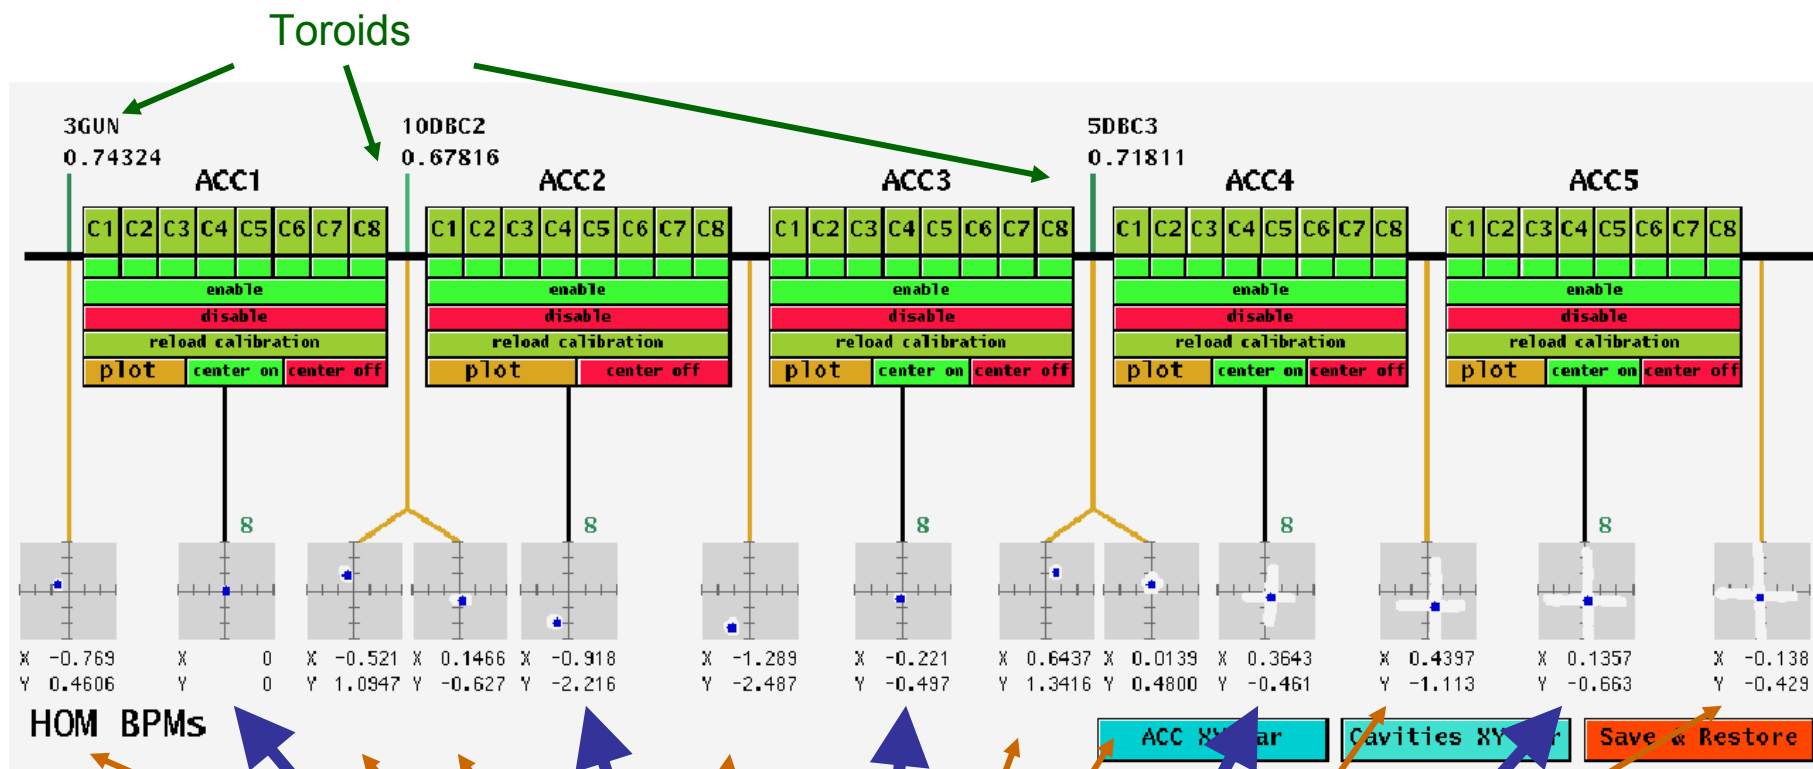 Toroids
3GUN 10DBC2 5DBC3
0.74324 0.67816 0.71811
ACC1 ACC2 ACC3 ACC4 ACC5
C1 C2 C3 C4 C5 C6 C7 C8 C1 C2 C3 C4 C5 C6 C7 C8 C1 C2 C3 C4 C5 C6 C7 C8 C1 C2 C3 C4 C5 C6 C7 C8 C1 C2 C3 C4 C5 C6 C7 C8
enable enable enable enable enable
disable disable disable disable disable
reload calibration reload calibration reload calibration reload calibration reload calibration
plot center on center off plot center off plot center on center off plot center on center off plot center on center off
8 8 8 8 8
X -0.769 X 0 X -0.521 X 0.1466 X -0.918 X -1.289 X -0.221 X 0.6437 X 0.0139 X 0.3643 X 0.4397 X 0.1357 X -0.138
Y 0.4606 Y 0 Y 1.0947 Y -0.627 Y -2.216 Y -2.487 Y -0.497 Y 1.3416 Y 0.4800 Y -0.461 Y -1.113 Y -0.663 Y -0.429
HOM BPMs ACC Cavities Save & Restore